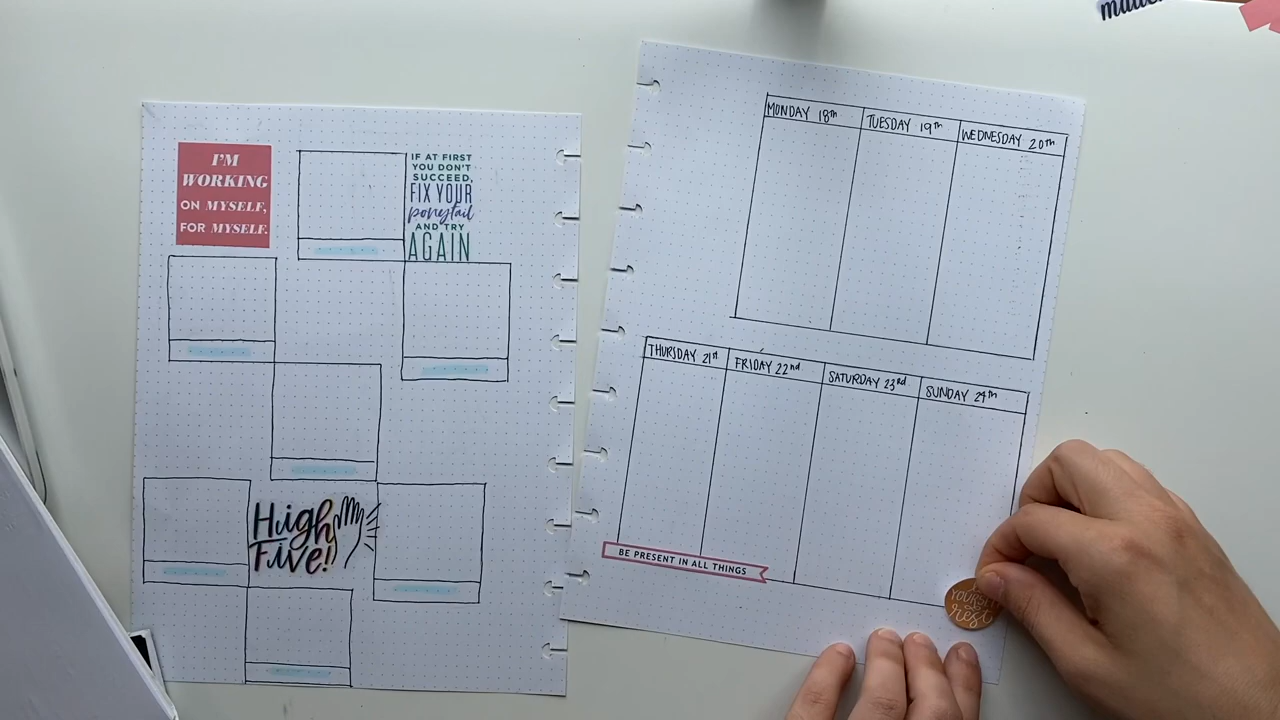 I'M
WORKING
ON MYSELF,
FOR MYSELF.
IF AT FIRST
YOU DON'T
SUCCEED,
FIX YOUR
ponytail
AND TRY
AGAIN
High
Five!
MONDAY 18th
TUESDAY 19th
WEDNESDAY 20th
THURSDAY 21st
FRIDAY 22nd
SATURDAY 23rd
SUNDAY 24th
BE PRESENT IN ALL THINGS
rest